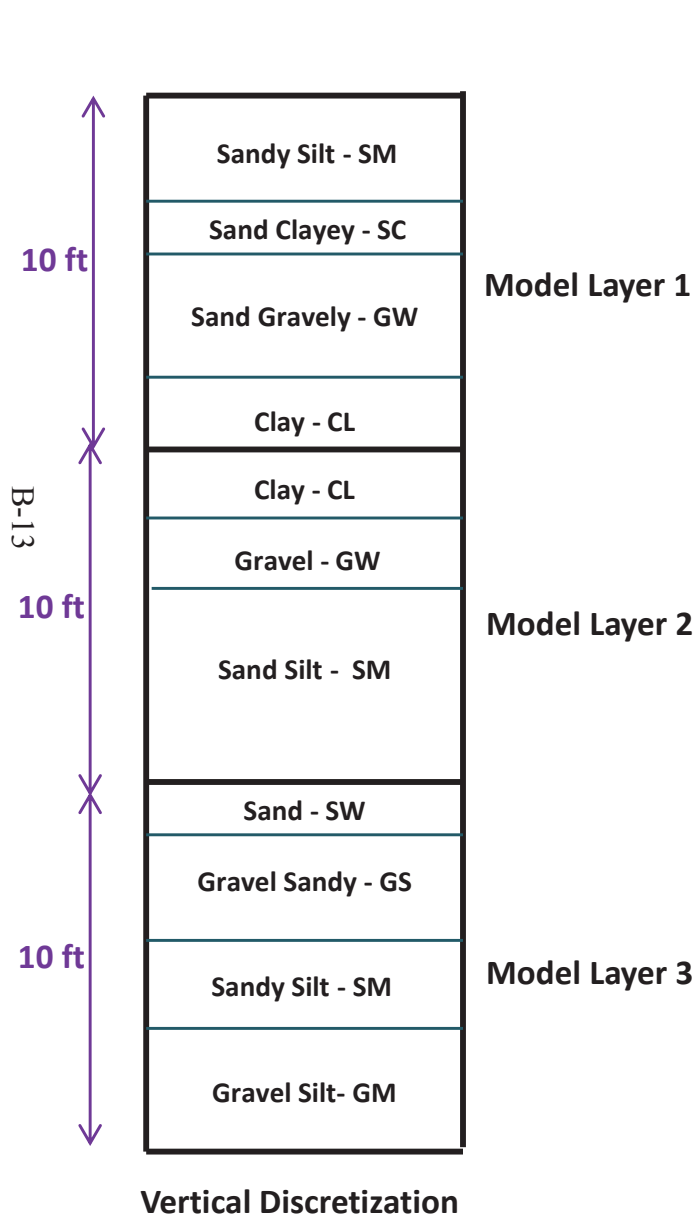 Sandy Silt - SM
Sand Clayey - SC
10 ft
Model Layer 1
Sand Gravely - GW
Clay - CL
Clay - CL
B-13
Gravel - GW
10 ft
Model Layer 2
Sand Silt -  SM
Sand - SW
Gravel Sandy - GS
10 ft
Model Layer 3
Sandy Silt - SM
Gravel Silt- GM
Vertical Discretization